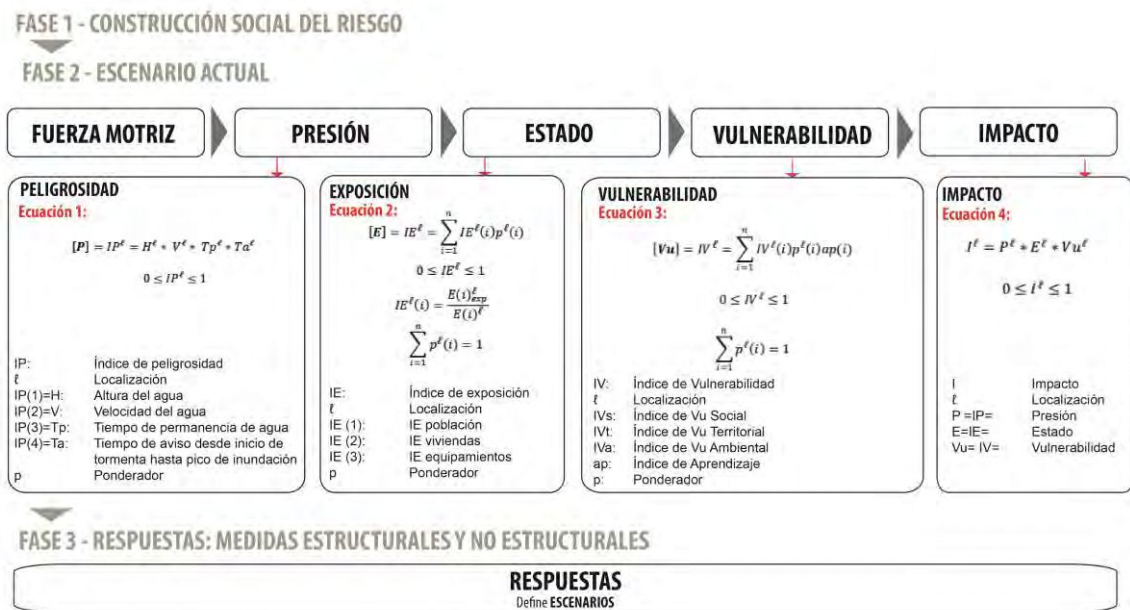 FASE 1 - CONSTRUCCIÓN SOCIAL DEL RIESGO
FASE 2 - ESCENARIO ACTUAL
FUERZA MOTRIZ
PRESIÓN
ESTADO
VULNERABILIDAD
IMPACTO
PELIGROSIDAD
Ecuación 1:
[P] = IP^ℓ = H^ℓ * V^ℓ * Tp^ℓ * Ta^ℓ
0 ≤ IP^ℓ ≤ 1
IP: Índice de peligrosidad
ℓ Localización
IP(1)=H: Altura del agua
IP(2)=V: Velocidad del agua
IP(3)=Tp: Tiempo de permanencia de agua
IP(4)=Ta: Tiempo de aviso desde inicio de
tormenta hasta pico de inundación
p Ponderador
EXPOSICIÓN
Ecuación 2:
[E] = IE^ℓ = ∑_{i=1}^{n} IE^ℓ(i)p^ℓ(i)
0 ≤ IE^ℓ ≤ 1
IE^ℓ(i) = E(i)^ℓ_{exp} / E(i)^ℓ
∑_{i=1}^{n} p^ℓ(i) = 1
IE: Índice de exposición
ℓ Localización
IE (1): IE población
IE (2): IE viviendas
IE (3): IE equipamientos
p Ponderador
VULNERABILIDAD
Ecuación 3:
[Vu] = IV^ℓ = ∑_{i=1}^{n} IV^ℓ(i)p^ℓ(i)ap(i)
0 ≤ IV^ℓ ≤ 1
∑_{i=1}^{n} p^ℓ(i) = 1
IV: Índice de Vulnerabilidad
ℓ Localización
IVs: Índice de Vu Social
IVt: Índice de Vu Territorial
IVa: Índice de Vu Ambiental
ap: Índice de Aprendizaje
p: Ponderador
IMPACTO
Ecuación 4:
I^ℓ = P^ℓ * E^ℓ * Vu^ℓ
0 ≤ I^ℓ ≤ 1
I Impacto
ℓ Localización
P =IP= Presión
E=IE= Estado
Vu= IV= Vulnerabilidad
FASE 3 - RESPUESTAS: MEDIDAS ESTRUCTURALES Y NO ESTRUCTURALES
RESPUESTAS
Define ESCENARIOS